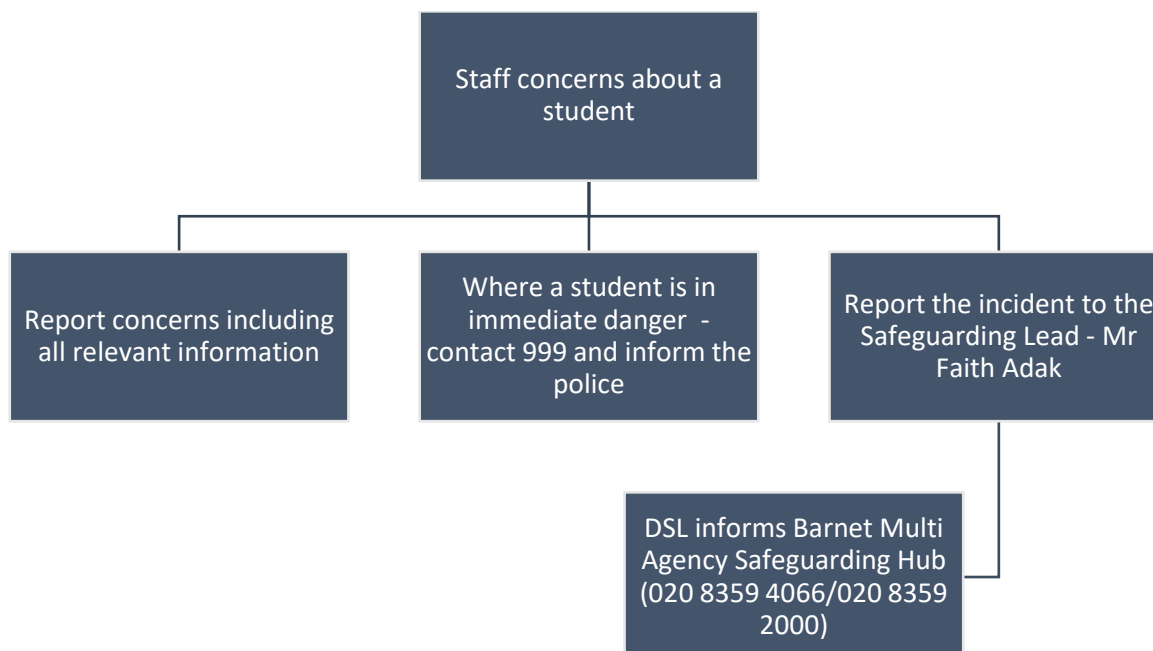 Staff concerns about a
student
Report concerns including
all relevant information
Where a student is in
immediate danger  -
contact 999 and inform the
police
Report the incident to the
Safeguarding Lead - Mr
Faith Adak
DSL informs Barnet Multi
Agency Safeguarding Hub
(020 8359 4066/020 8359
2000)